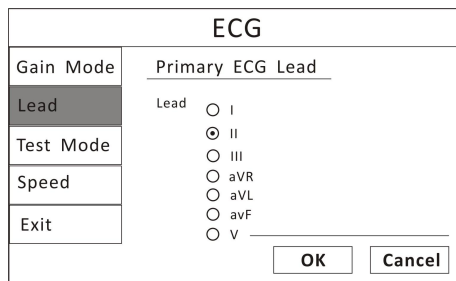 ECG
Gain Mode
Lead
Test Mode
Speed
Exit
Primary ECG Lead
Lead
I
II
III
aVR
aVL
avF
V
OK
Cancel